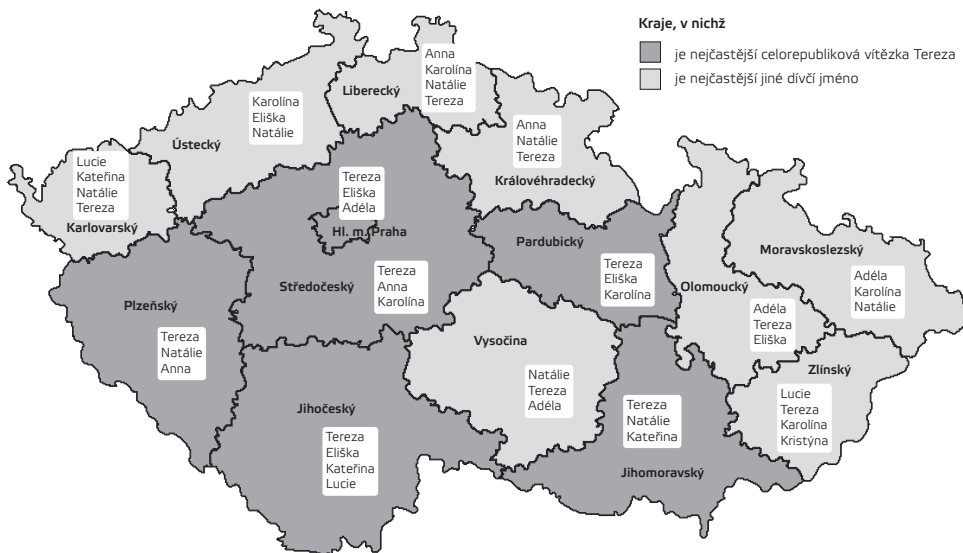 Kraje, v nichž
je nejčastější celorepubliková vítězka Tereza
je nejčastější jiné dívčí jméno
Anna
Karolína
Natálie
Tereza
Liberecký
Karolína
Eliška
Natálie
Ústecký
Anna
Natálie
Tereza
Královéhradecký
Lucie
Kateřina
Natálie
Tereza
Karlovarský
Tereza
Eliška
Adéla
Hl. m. Praha
Pardubický
Tereza
Eliška
Karolína
Moravskoslezský
Adéla
Karolína
Natálie
Středočeský
Tereza
Anna
Karolína
Olomoucký
Adéla
Tereza
Eliška
Plzeňský
Tereza
Natálie
Anna
Vysočina
Natálie
Tereza
Adéla
Zlínský
Lucie
Tereza
Karolína
Kristýna
Jihočeský
Tereza
Eliška
Kateřina
Lucie
Tereza
Natálie
Kateřina
Jihomoravský